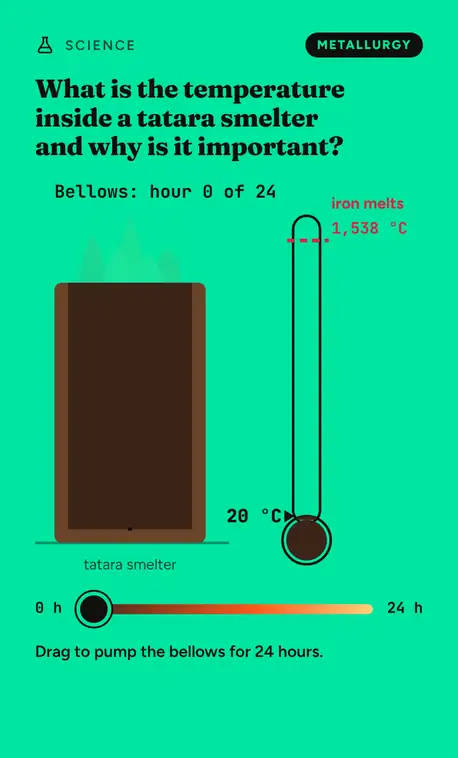 SCIENCE
METALLURGY
What is the temperature
inside a tatara smelter
and why is it important?
Bellows: hour 0 of 24
iron melts
1,538 °C
20 °C
tatara smelter
0 h
24 h
Drag to pump the bellows for 24 hours.